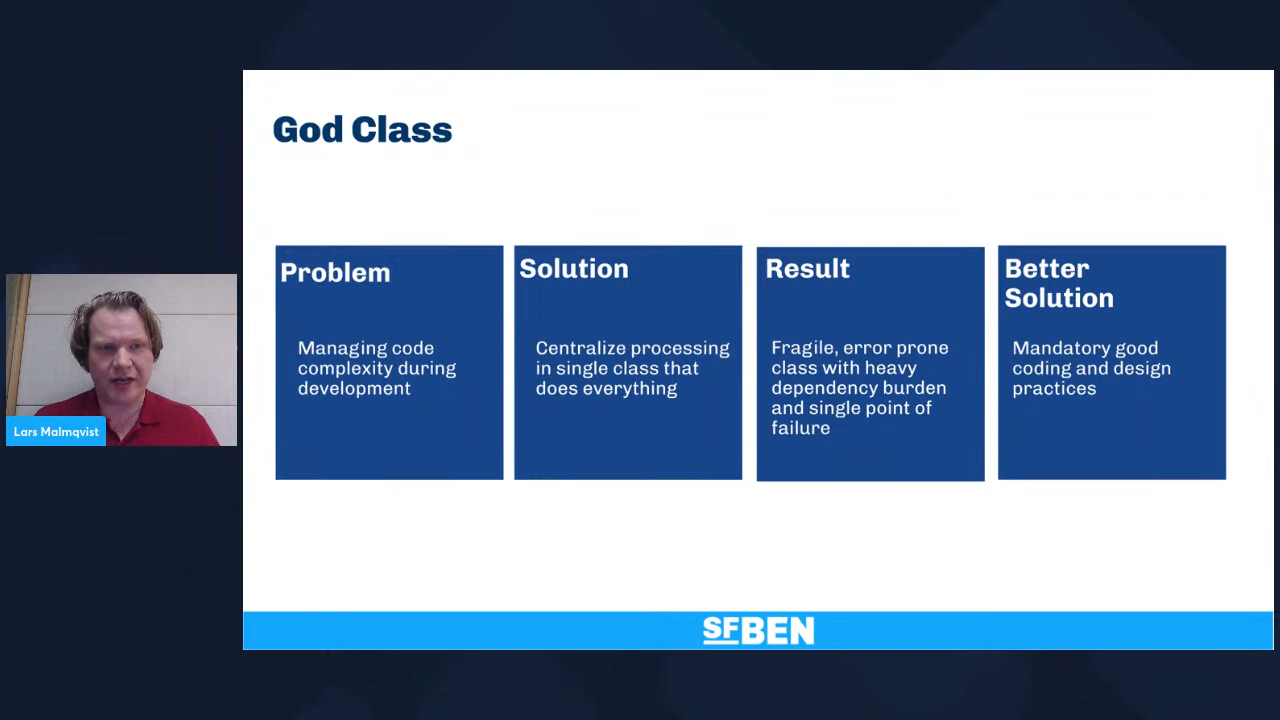 God Class
Problem
Managing code
complexity during
development
Solution
Centralize processing
in single class that
does everything
Result
Fragile, error prone
class with heavy
dependency burden
and single point of
failure
Better
Solution
Mandatory good
coding and design
practices
Lars Malmqvist
SFBEN